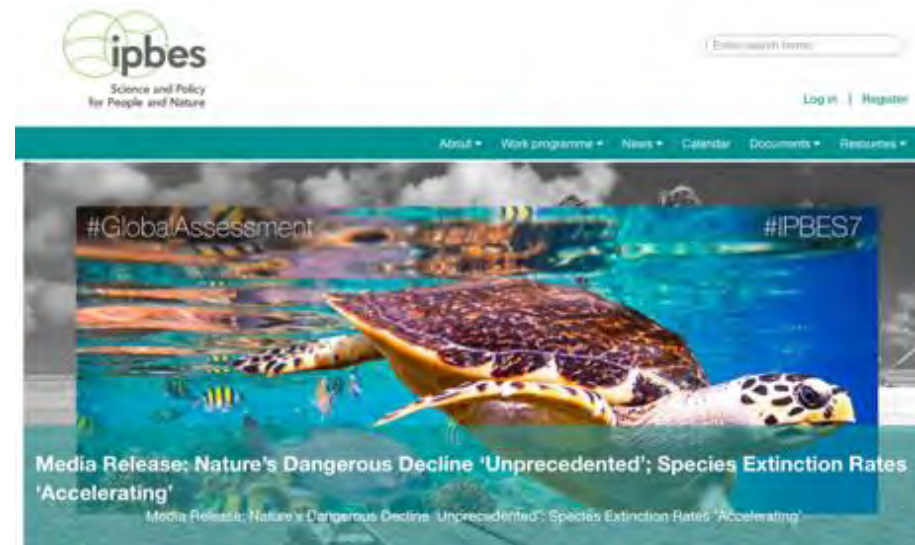 ipbes
Science and Policy
for People and Nature
Enter search terms
Log in | Register
About
Work programme
News
Calendar
Documents
Resources
#GlobalAssessment
#IPBES7
Media Release: Nature's Dangerous Decline 'Unprecedented'; Species Extinction Rates
'Accelerating'
Media Release: Nature's Dangerous Decline 'Unprecedented'; Species Extinction Rates 'Accelerating'